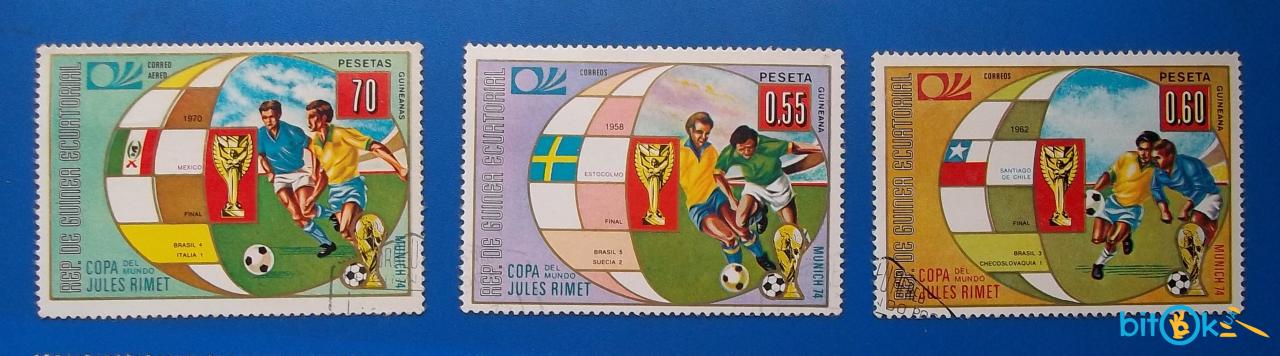 CORREO
AEREO
PESETAS
70
GUINEANAS
REP. DE GUINEA ECUATORIAL
1970
MEXICO
FINAL
BRASIL 4
ITALIA 1
COPA DEL MUNDO
JULES RIMET
MUNICH 74
CORREOS
PESETA
0,55
GUINEANA
REP. DE GUINEA ECUATORIAL
1958
ESTOCOLMO
FINAL
BRASIL 5
SUECIA 2
COPA DEL MUNDO
JULES RIMET
MUNICH 74
CORREOS
PESETA
0,60
GUINEANA
REP. DE GUINEA ECUATORIAL
1962
SANTIAGO
DE CHILE
FINAL
BRASIL 3
CHECOSLOVAQUIA 1
COPA DEL MUNDO
JULES RIMET
MUNICH 74
bitok